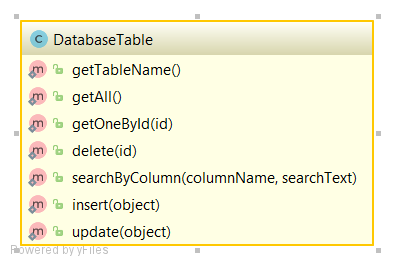 C DatabaseTable
m getTableName()
m getAll()
m getOneById(id)
m delete(id)
m searchByColumn(columnName, searchText)
m insert(object)
m update(object)
Powered by yFiles